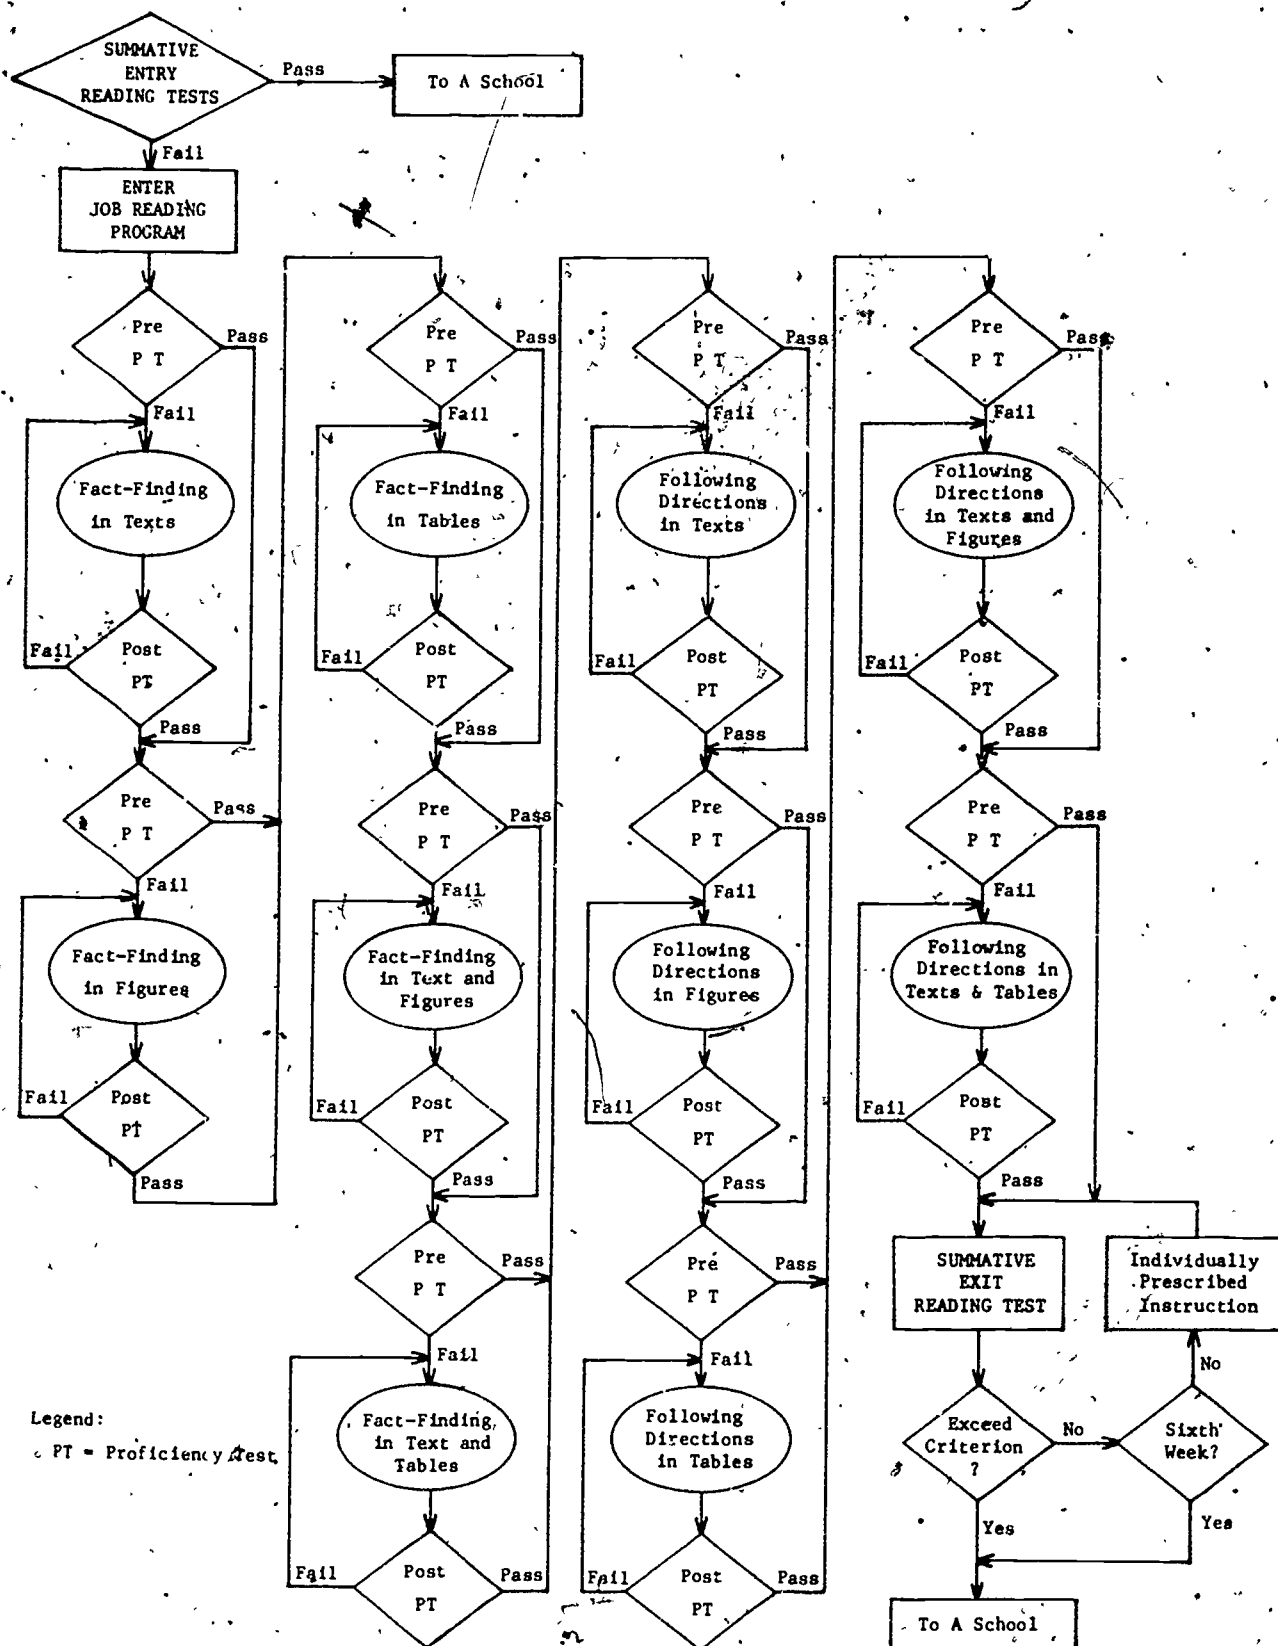 SUMMATIVE
ENTRY
READING TESTS
Pass
To A School
Fail
ENTER
JOB READING
PROGRAM
Pre
P T
Pass
Fail
Fact-Finding
in Texts
Post
PT
Fail
Pass
Pre
P T
Pass
Fail
Fact-Finding
in Figures
Post
PT
Fail
Pass
Pre
P T
Pass
Fail
Fact-Finding
in Tables
Post
PT
Fail
Pass
Pre
P T
Pass
Fail
Fact-Finding
in Text and
Figures
Post
PT
Fail
Pass
Pre
P T
Pass
Fail
Fact-Finding
in Text and
Tables
Post
PT
Fail
Pass
Pre
P T
Pass
Fail
Following
Directions
in Texts
Post
PT
Fail
Pass
Pre
P T
Pass
Fail
Following
Directions
in Figures
Post
PT
Fail
Pass
Pre
P T
Pass
Fail
Following
Directions
in Tables
Post
PT
Fail
Pass
Pre
P T
Pass
Fail
Following
Directions
in Texts and
Figures
Post
PT
Fail
Pass
Pre
P T
Pass
Fail
Following
Directions in
Texts & Tables
Post
PT
Fail
Pass
SUMMATIVE
EXIT
READING TEST
Individually
Prescribed
Instruction
No
Exceed
Criterion
?
No
Sixth
Week?
Yes
Yes
To A School
Legend:
PT = Proficiency Test